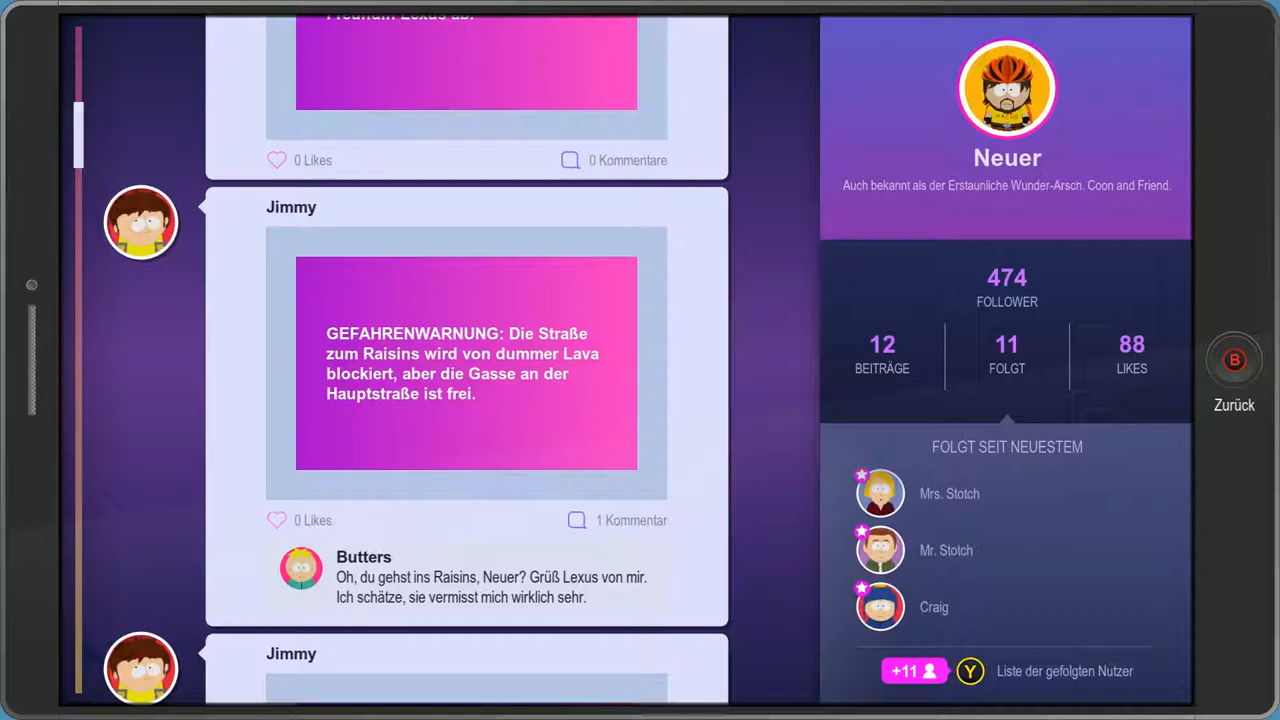 Freundin Lexus ab.
0 Likes
0 Kommentare
Jimmy
GEFAHRENWARNUNG: Die Straße
zum Raisins wird von dummer Lava
blockiert, aber die Gasse an der
Hauptstraße ist frei.
0 Likes
1 Kommentar
Butters
Oh, du gehst ins Raisins, Neuer? Grüß Lexus von mir.
Ich schätze, sie vermisst mich wirklich sehr.
Jimmy
Neuer
Auch bekannt als der Erstaunliche Wunder-Arsch. Coon and Friend.
474
FOLLOWER
12
BEITRÄGE
11
FOLGT
88
LIKES
FOLGT SEIT NEUESTEM
Mrs. Stotch
Mr. Stotch
Craig
+11
Y
Liste der gefolgten Nutzer
B
Zurück